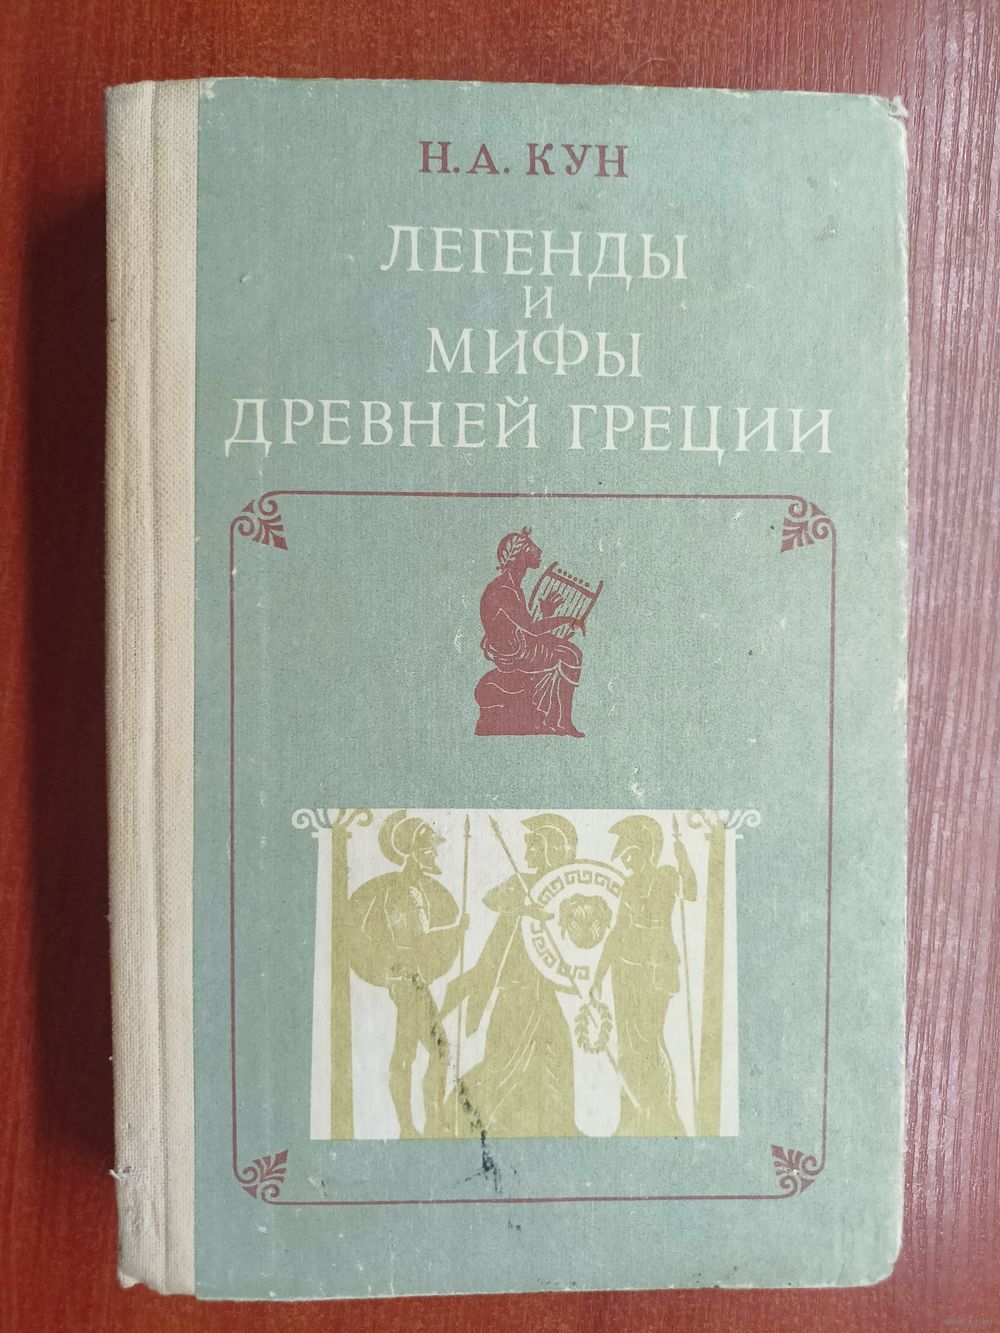 Н.А. КУН
ЛЕГЕНДЫ
И
МИФЫ
ДРЕВНЕЙ ГРЕЦИИ